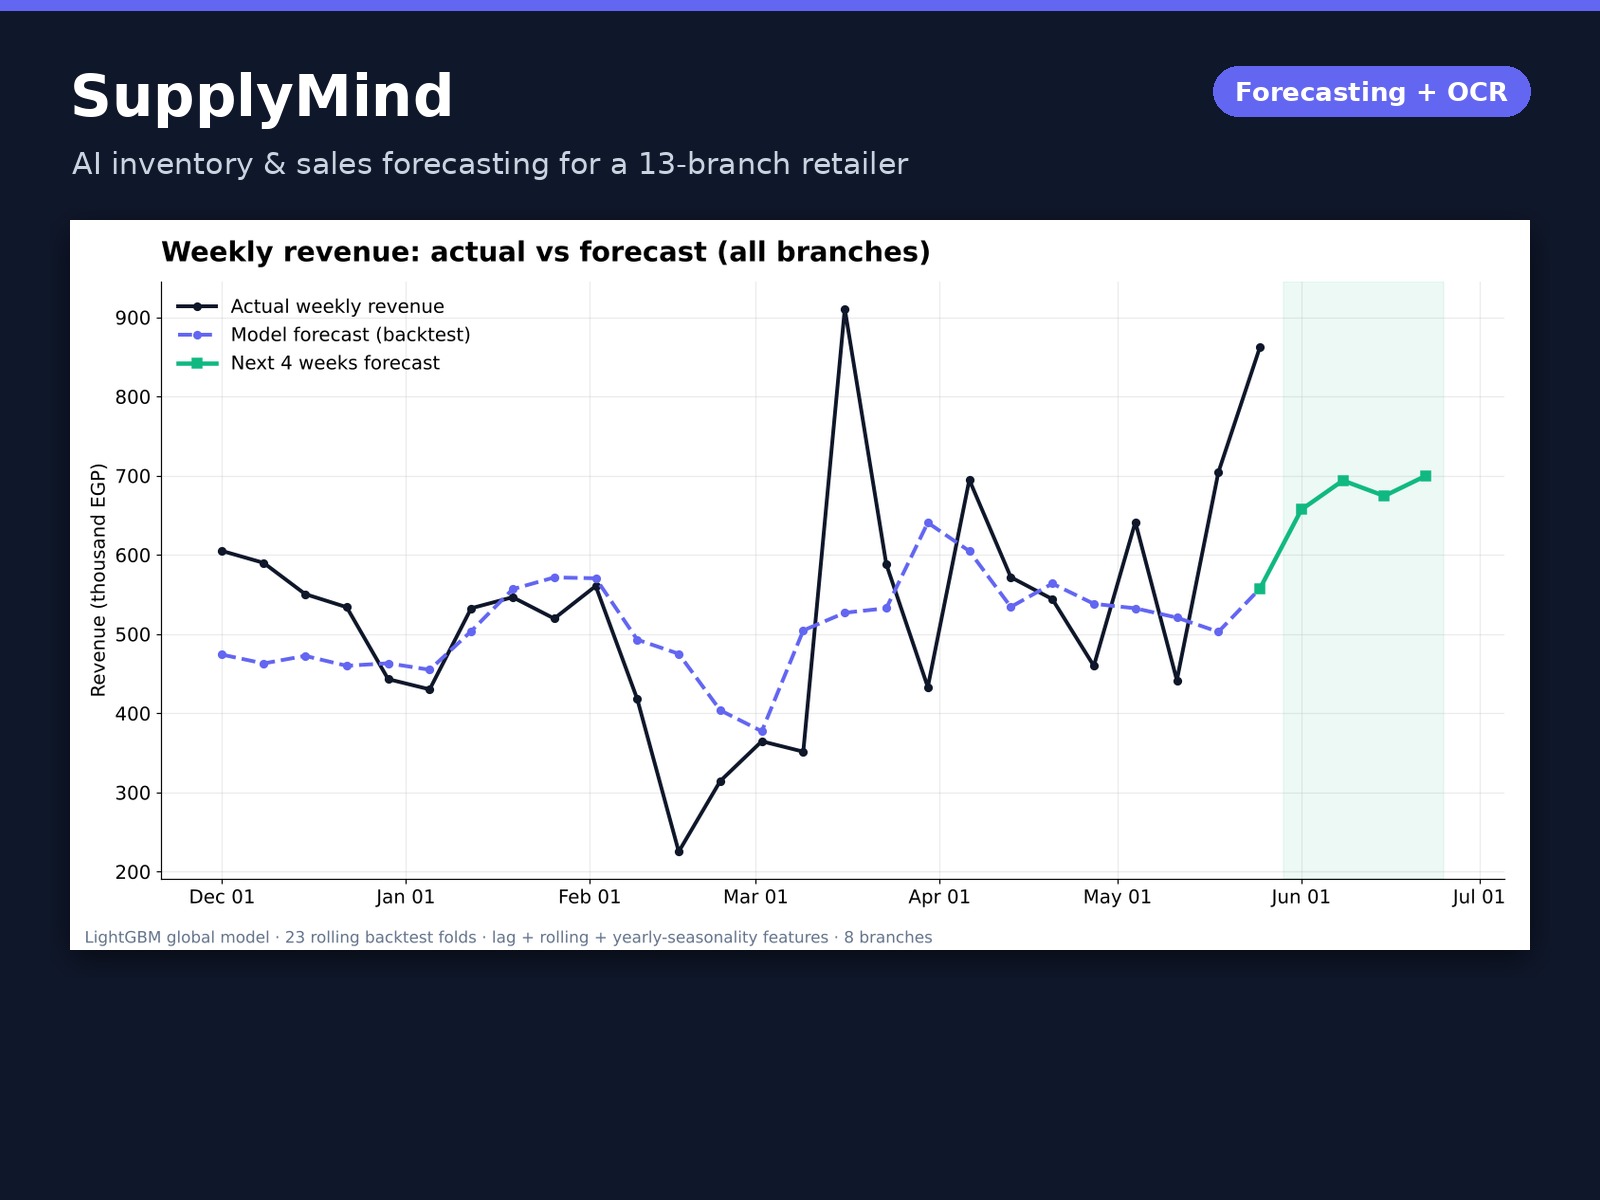 SupplyMind
Forecasting + OCR
AI inventory & sales forecasting for a 13-branch retailer
Weekly revenue: actual vs forecast (all branches)
Actual weekly revenue
Model forecast (backtest)
Next 4 weeks forecast
Revenue (thousand EGP)
900
800
700
600
500
400
300
200
Dec 01
Jan 01
Feb 01
Mar 01
Apr 01
May 01
Jun 01
Jul 01
LightGBM global model · 23 rolling backtest folds · lag + rolling + yearly-seasonality features · 8 branches